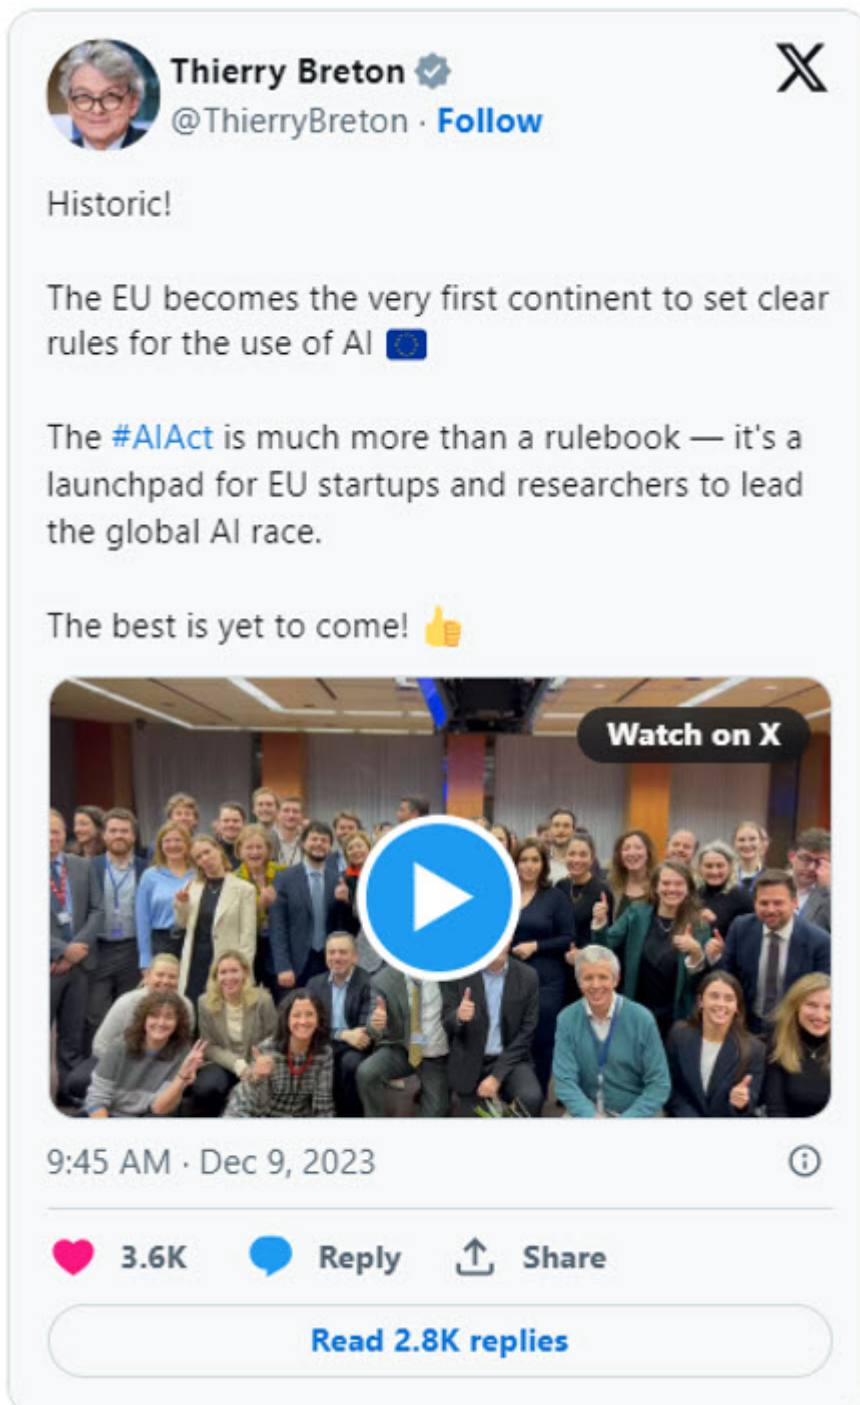 Thierry Breton
@ThierryBreton · Follow
Historic!
The EU becomes the very first continent to set clear
rules for the use of AI 🇪🇺
The #AIAct is much more than a rulebook — it's a
launchpad for EU startups and researchers to lead
the global AI race.
The best is yet to come! 👍
Watch on X
9:45 AM · Dec 9, 2023
3.6K Reply Share
Read 2.8K replies